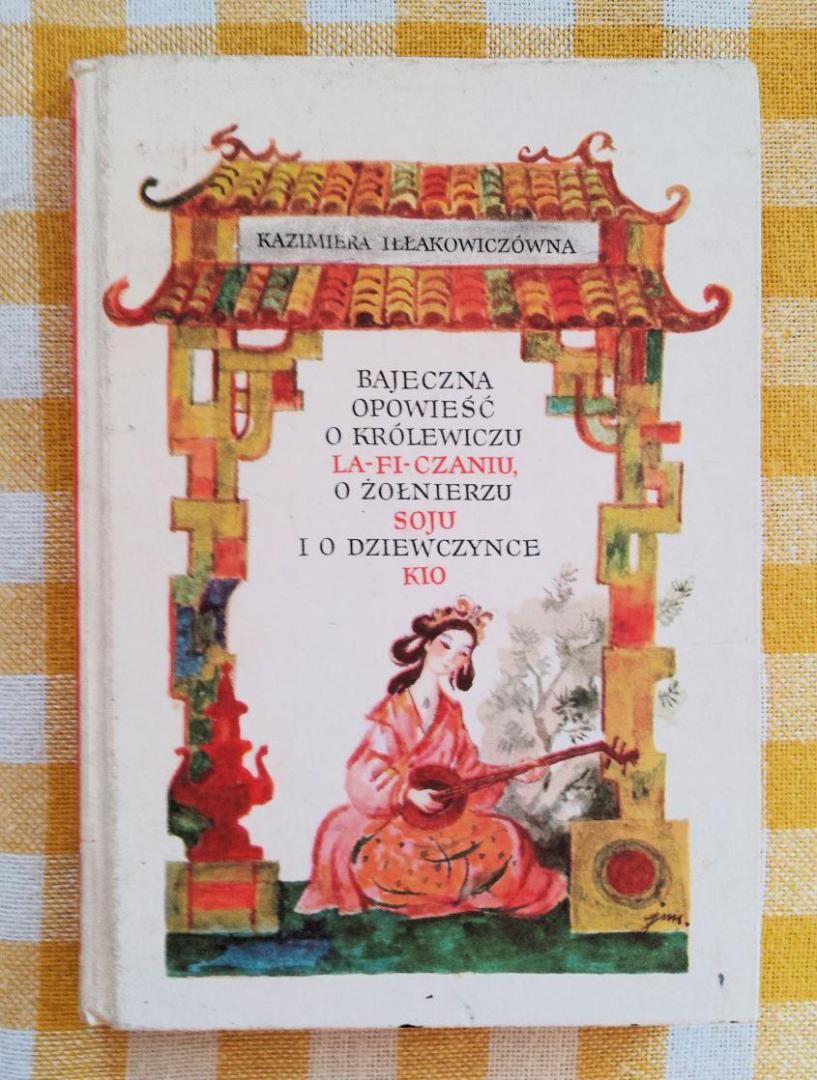 KAZIMIERA IŁŁAKOWICZÓWNA
BAJECZNA
OPOWIEŚĆ
O KRÓLEWICZU
LA-FI-CZANIU,
O ŻOŁNIERZU
SOJU
I O DZIEWCZYNCE
KIO